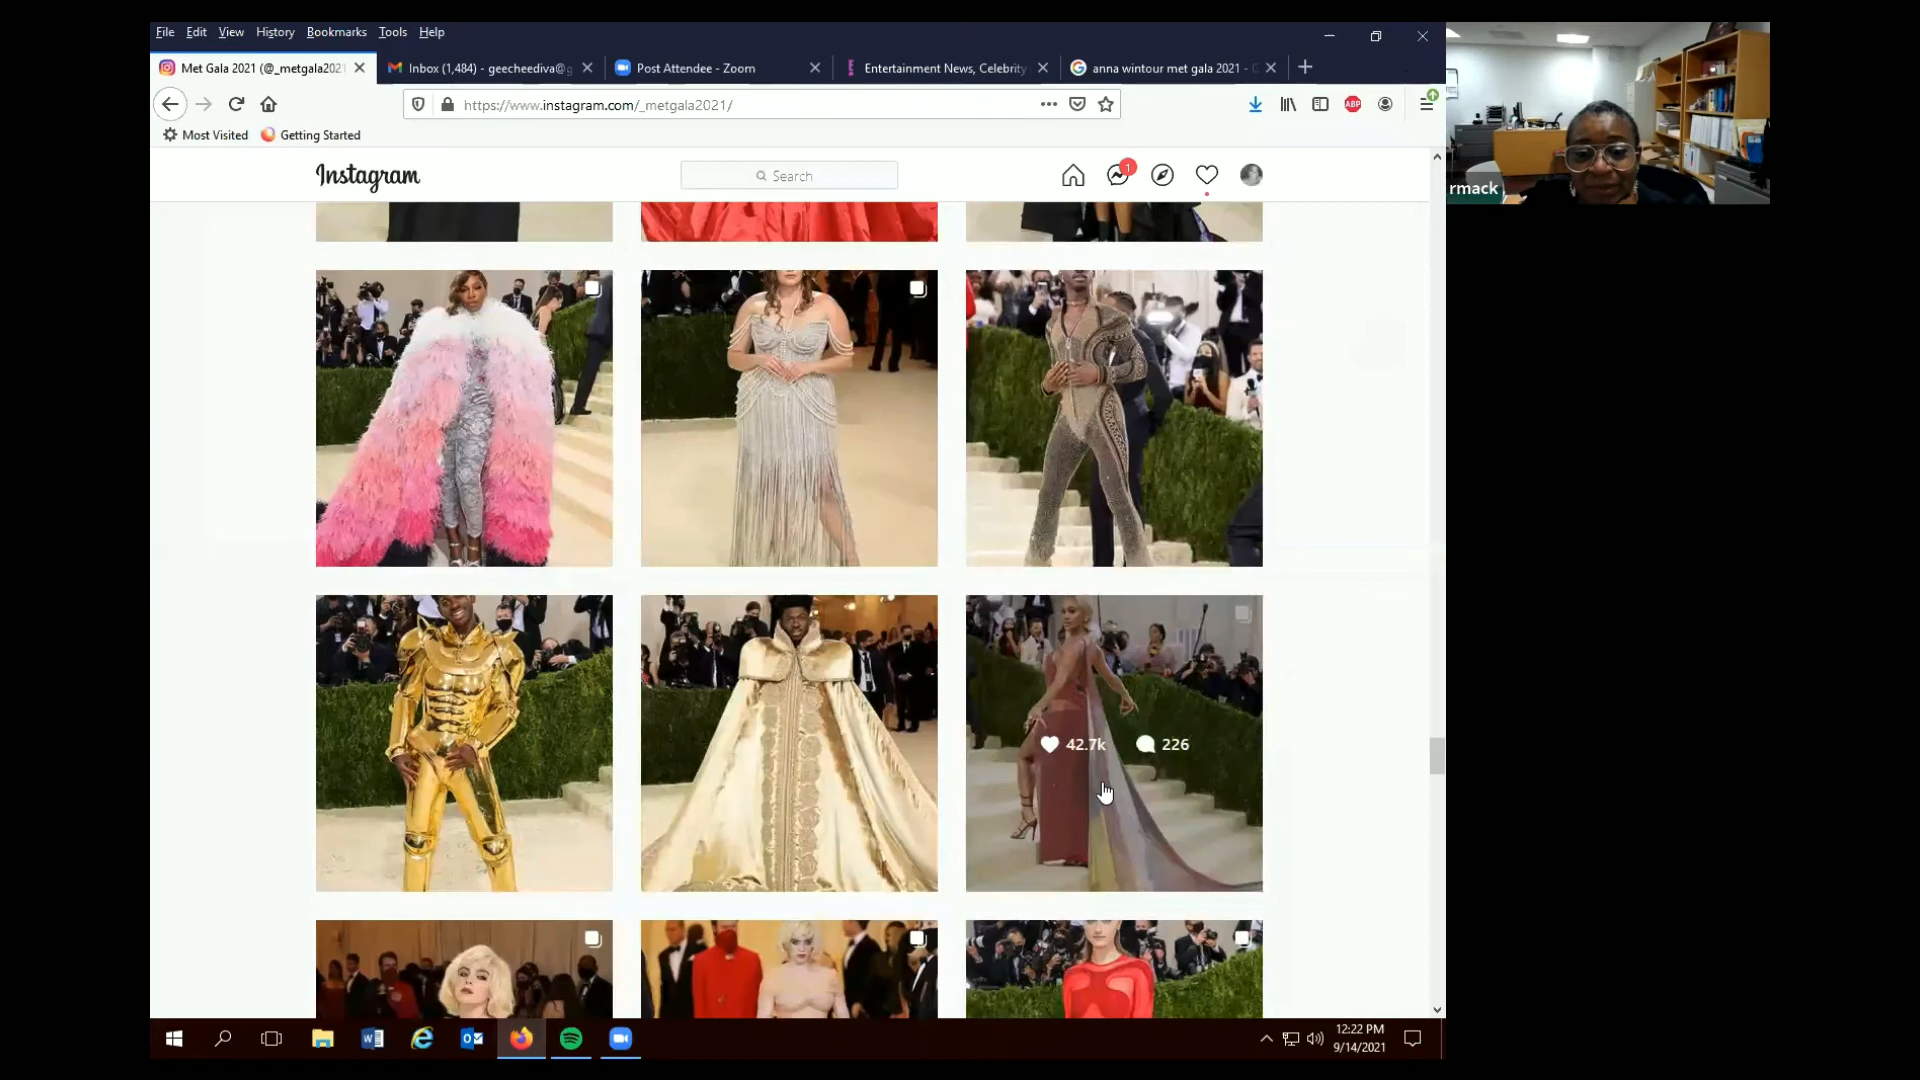 File Edit View History Bookmarks Tools Help
Met Gala 2021 (@_metgala2021
Inbox (1,484) - geecheediva@g
Post Attendee - Zoom
Entertainment News, Celebrity
anna wintour met gala 2021 - G
https://www.instagram.com/_metgala2021/
ABP
Most Visited Getting Started
rmack
Instagram
Search
1
42.7k 226
12:22 PM
9/14/2021